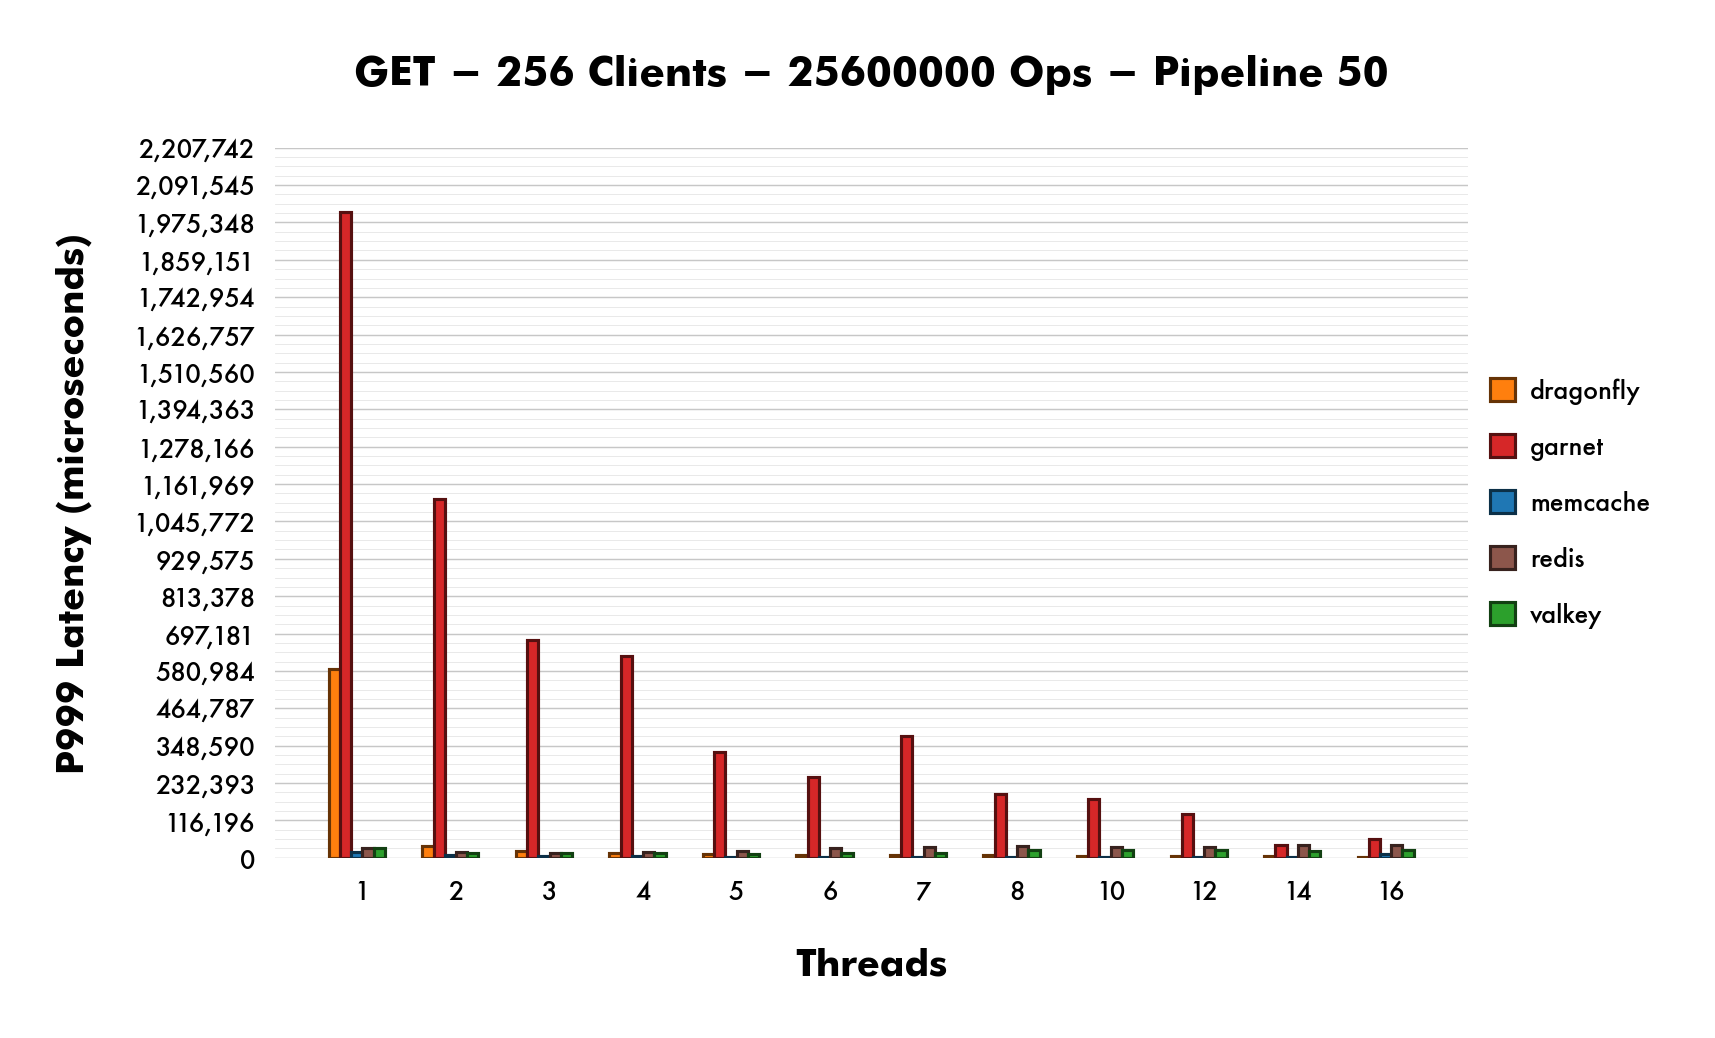 GET – 256 Clients – 25600000 Ops – Pipeline 50
P999 Latency (microseconds)
2,207,742
2,091,545
1,975,348
1,859,151
1,742,954
1,626,757
1,510,560
1,394,363
1,278,166
1,161,969
1,045,772
929,575
813,378
697,181
580,984
464,787
348,590
232,393
116,196
0
1 2 3 4 5 6 7 8 10 12 14 16
Threads
dragonfly
garnet
memcache
redis
valkey